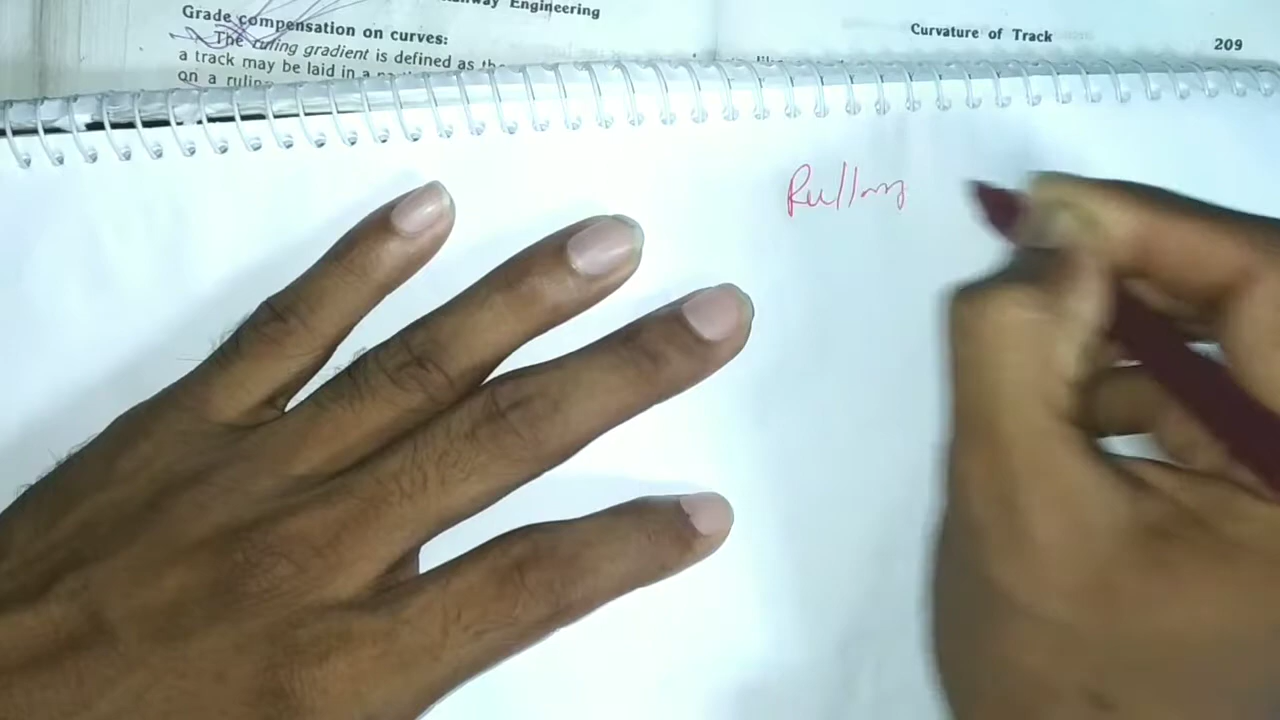 Railway Engineering
Grade compensation on curves:
The ruling gradient is defined as the
a track may be laid in a
on a ruling
Curvature of Track
209
Rulling